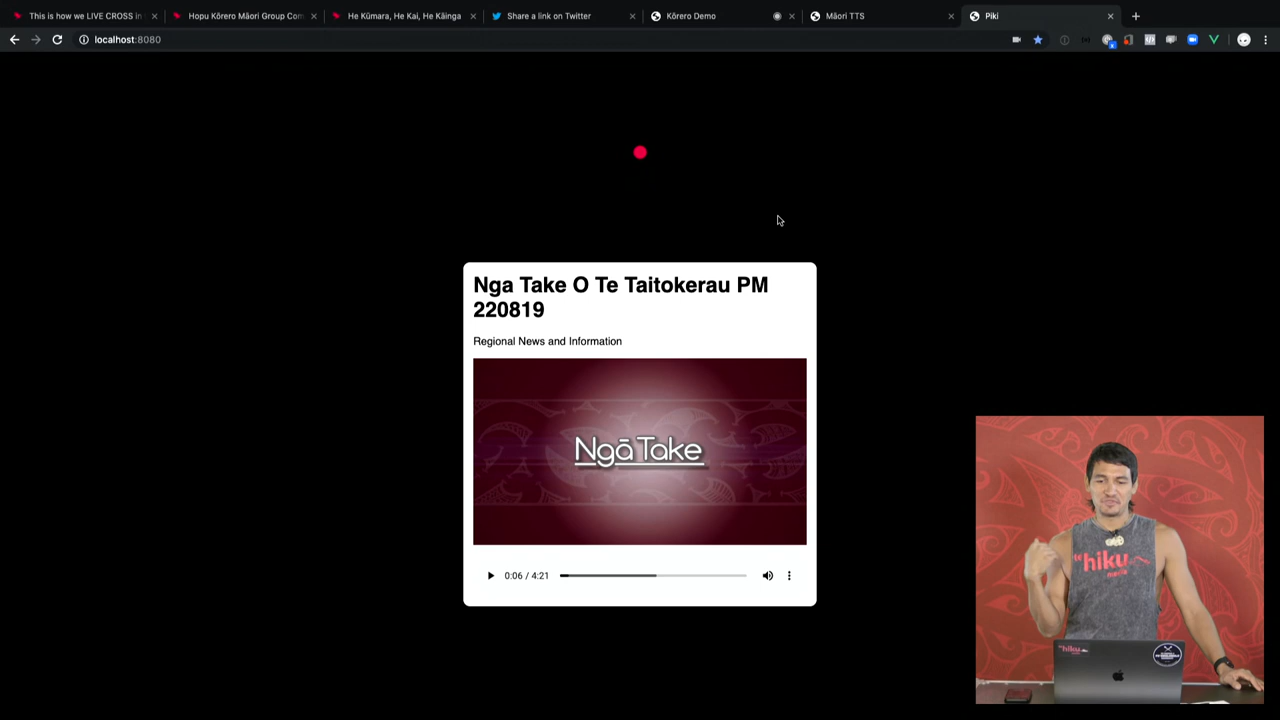 This is how we LIVE CROSS in
Hopu Kōrero Māori Group Com
He Kūmara, He Kai, He Kāinga
Share a link on Twitter
Kōrero Demo
Māori TTS
Piki
localhost:8080
Nga Take O Te Taitokerau PM
220819
Regional News and Information
Ngā Take
0:06 / 4:21
hiku
media
hiku